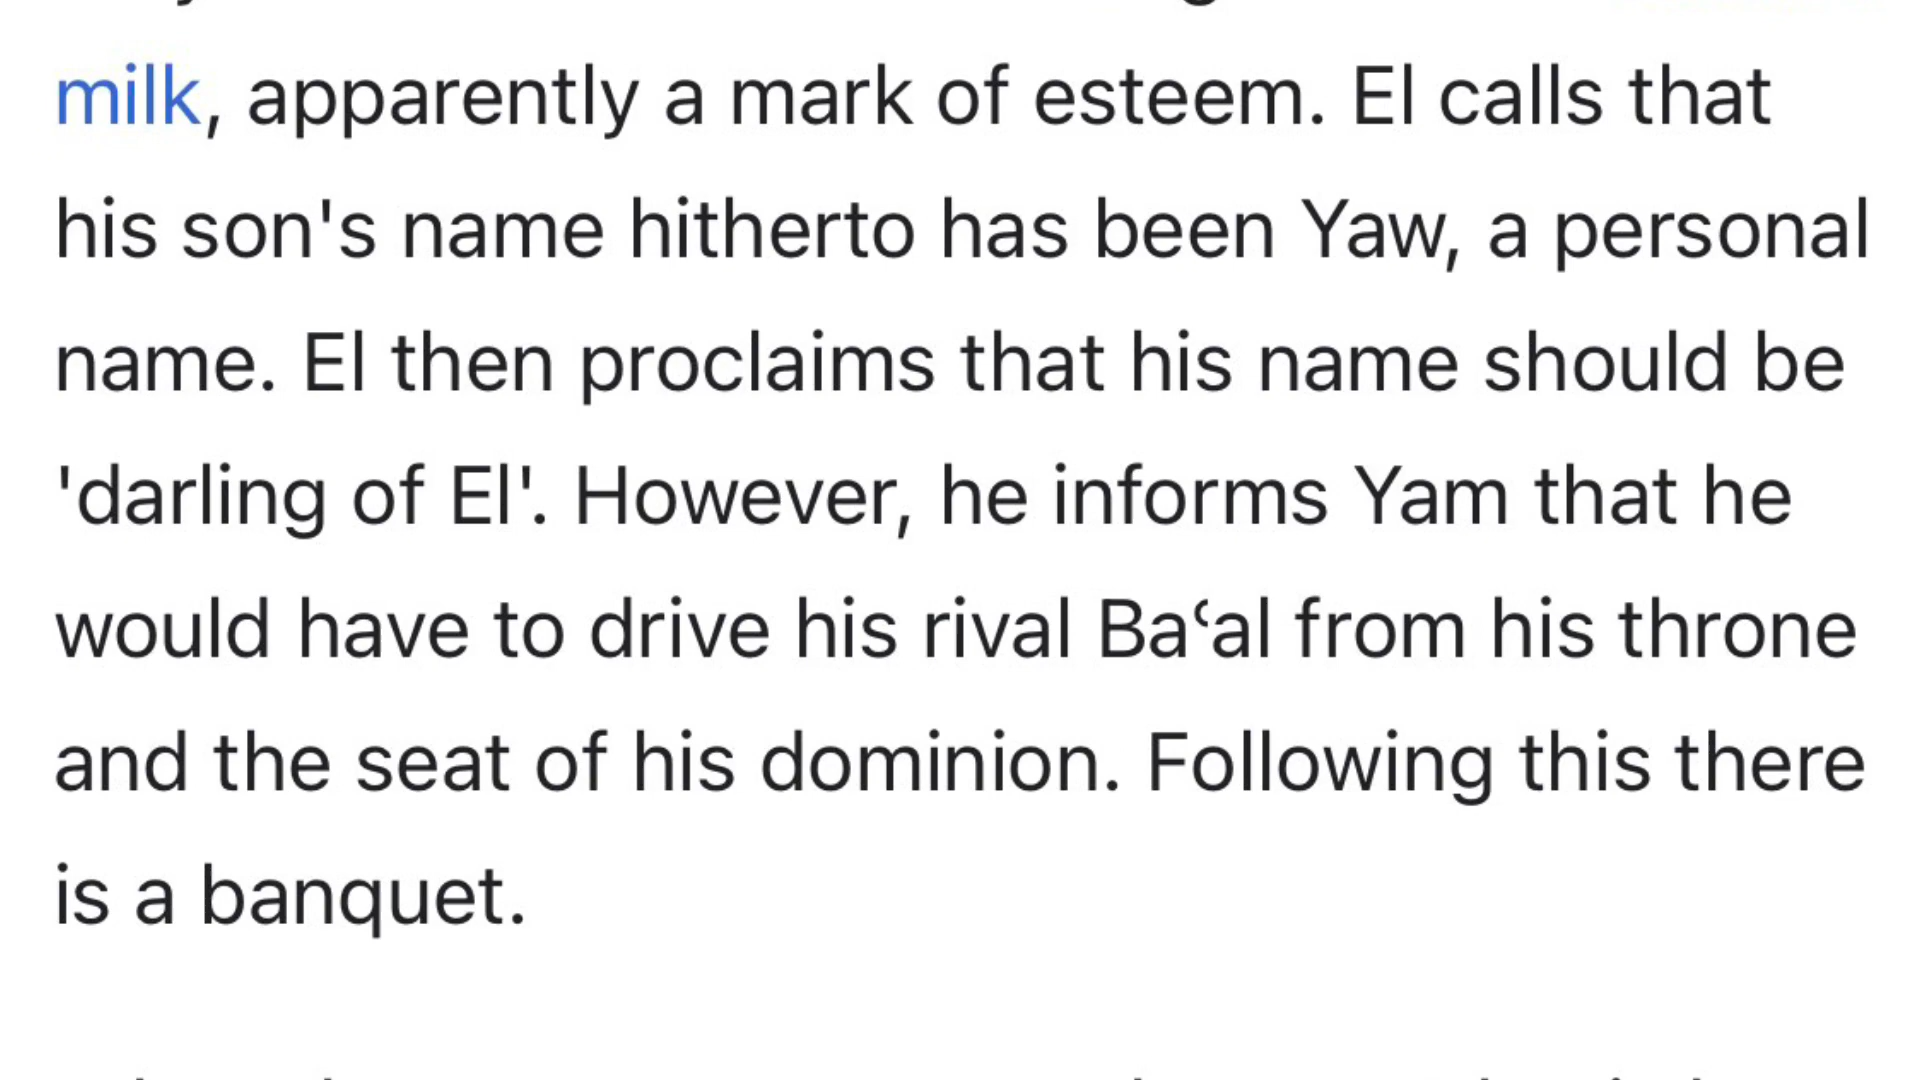 milk, apparently a mark of esteem. El calls that
his son's name hitherto has been Yaw, a personal
name. El then proclaims that his name should be
'darling of El'. However, he informs Yam that he
would have to drive his rival Baʿal from his throne
and the seat of his dominion. Following this there
is a banquet.